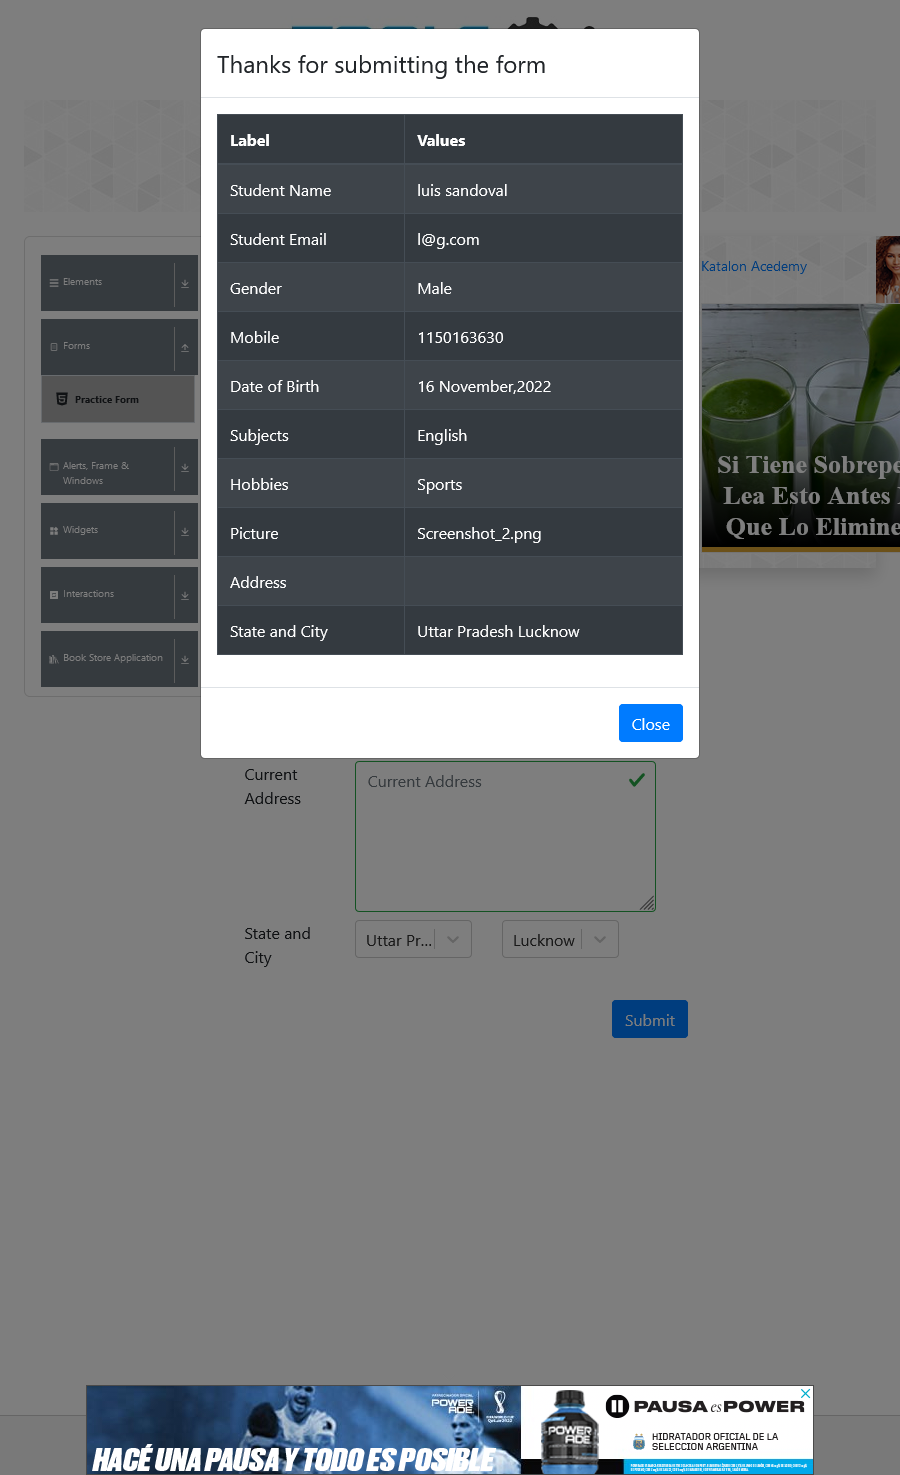 Thanks for submitting the form
Label Values
Student Name luis sandoval
Student Email l@g.com
Gender Male
Mobile 1150163630
Date of Birth 16 November,2022
Subjects English
Hobbies Sports
Picture Screenshot_2.png
Address
State and City Uttar Pradesh Lucknow
Close
Elements
Forms
Practice Form
Alerts, Frame &
Windows
Widgets
Interactions
Book Store Application
Katalon Acedemy
Si Tiene Sobrepe
Lea Esto Antes
Que Lo Elimine
Current
Address
Current Address
State and
City
Uttar Pr...
Lucknow
Submit
POWER
ADE
HACÉ UNA PAUSA Y TODO ES POSIBLE
POWER
ADE
PAUSA es POWER
HIDRATADOR OFICIAL DE LA
SELECCION ARGENTINA